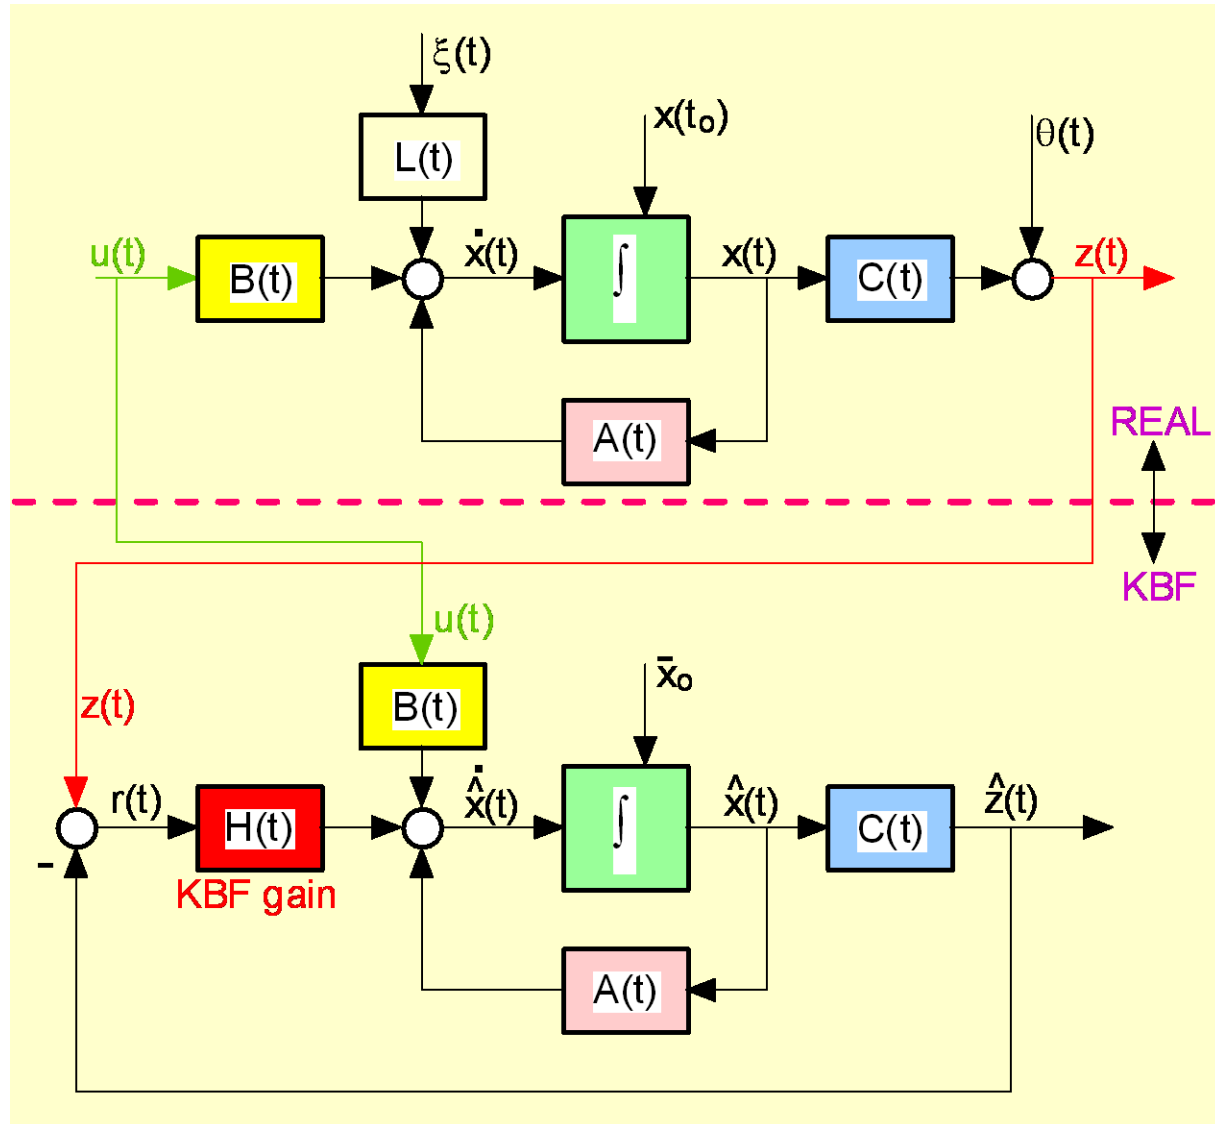 ξ(t)
x(t₀)
θ(t)
L(t)
u(t)
B(t)
ẋ(t)
∫
x(t)
C(t)
z(t)
A(t)
REAL
KBF
u(t)
x̄₀
z(t)
B(t)
r(t)
H(t)
x̂̇(t)
∫
x̂(t)
C(t)
ẑ(t)
-
KBF gain
A(t)